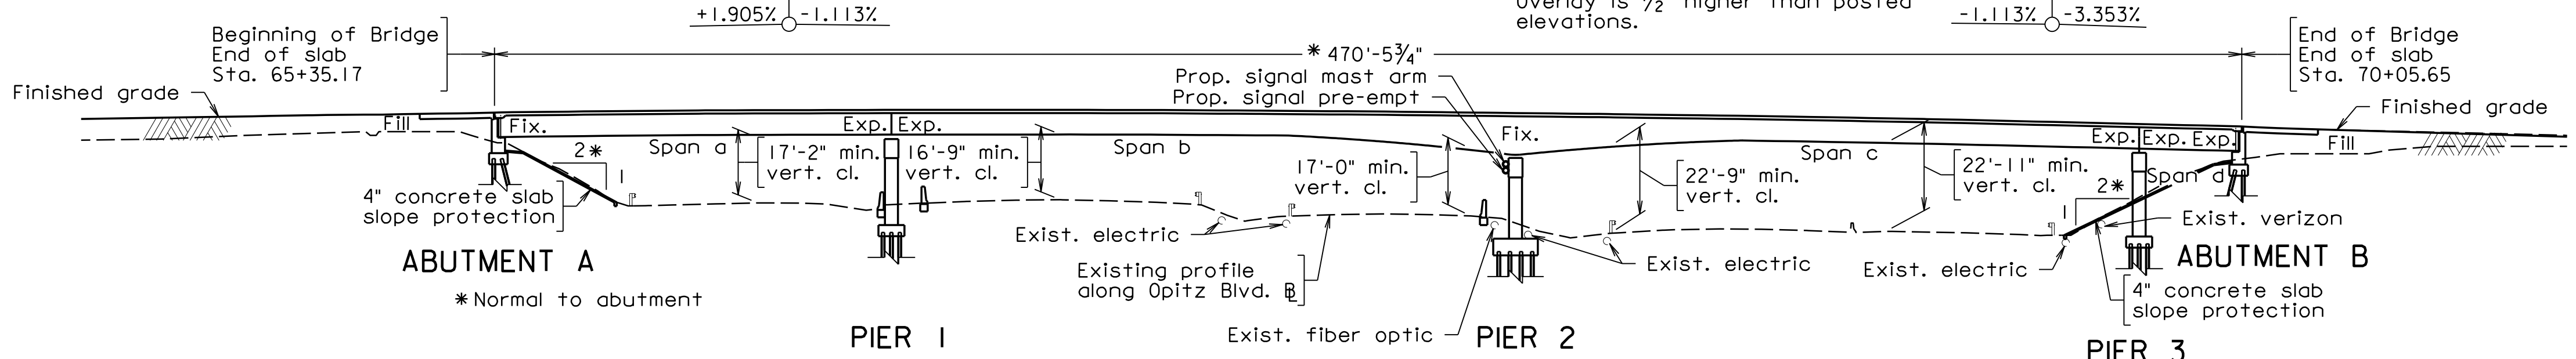 +1.905% -1.113%
Overlay is 1/2" higher than posted
elevations.
-1.113% -3.353%
Beginning of Bridge
End of slab
Sta. 65+35.17
* 470'-5 3/4"
End of Bridge
End of slab
Sta. 70+05.65
Prop. signal mast arm
Prop. signal pre-empt
Finished grade
Finished grade
Fill
Fix.
Exp. Exp.
Fix.
Exp. Exp. Exp.
Fill
2*
1
Span a
17'-2" min.
vert. cl.
16'-9" min.
vert. cl.
Span b
17'-0" min.
vert. cl.
22'-9" min.
vert. cl.
Span c
22'-11" min.
vert. cl.
2*
1
Span d
4" concrete slab
slope protection
Exist. electric
Exist. verizon
ABUTMENT A
Existing profile
along Opitz Blvd. B
Exist. electric
Exist. electric
ABUTMENT B
* Normal to abutment
4" concrete slab
slope protection
PIER 1
Exist. fiber optic
PIER 2
PIER 3